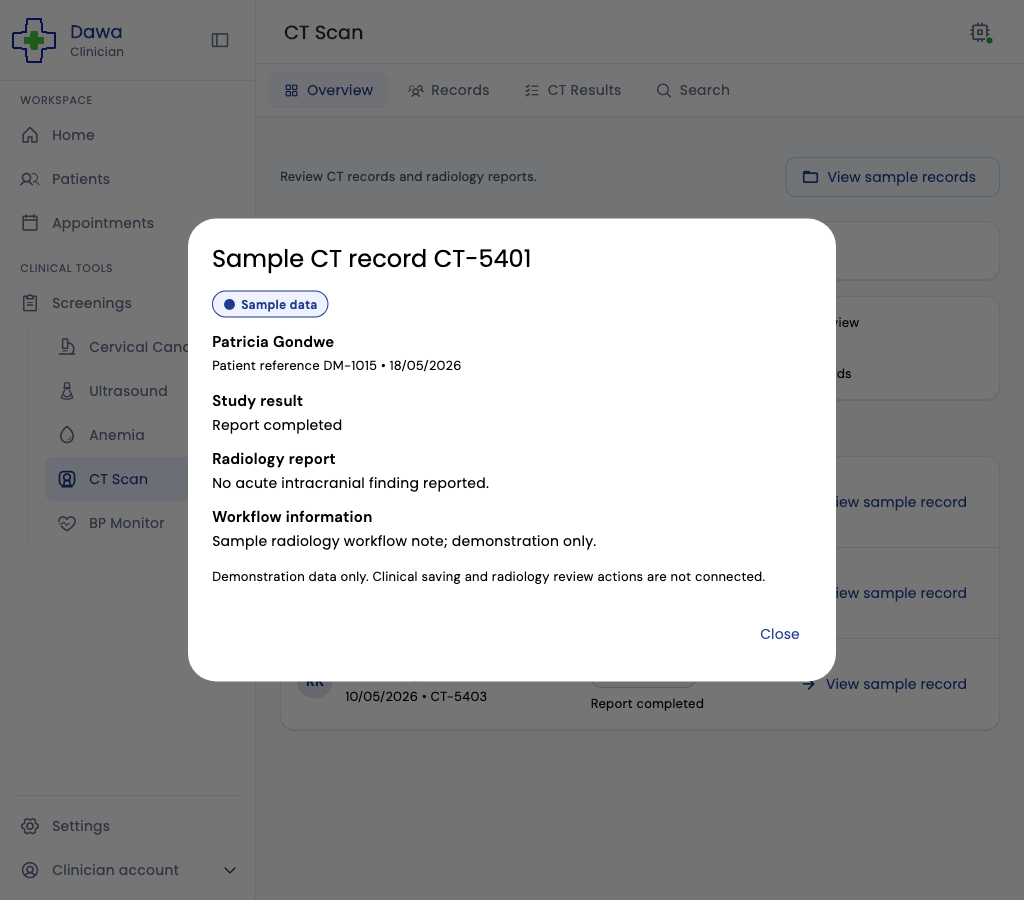 Dawa
Clinician
CT Scan
WORKSPACE
Home
Patients
Appointments
CLINICAL TOOLS
Screenings
Cervical Canc
Ultrasound
Anemia
CT Scan
BP Monitor
Settings
Clinician account
Overview
Records
CT Results
Search
Review CT records and radiology reports.
View sample records
Sample CT record CT-5401
Sample data
Patricia Gondwe
Patient reference DM-1015 • 18/05/2026
Study result
Report completed
Radiology report
No acute intracranial finding reported.
Workflow information
Sample radiology workflow note; demonstration only.
Demonstration data only. Clinical saving and radiology review actions are not connected.
Close
view sample record
view sample record
10/05/2026 • CT-5403
Report completed
View sample record